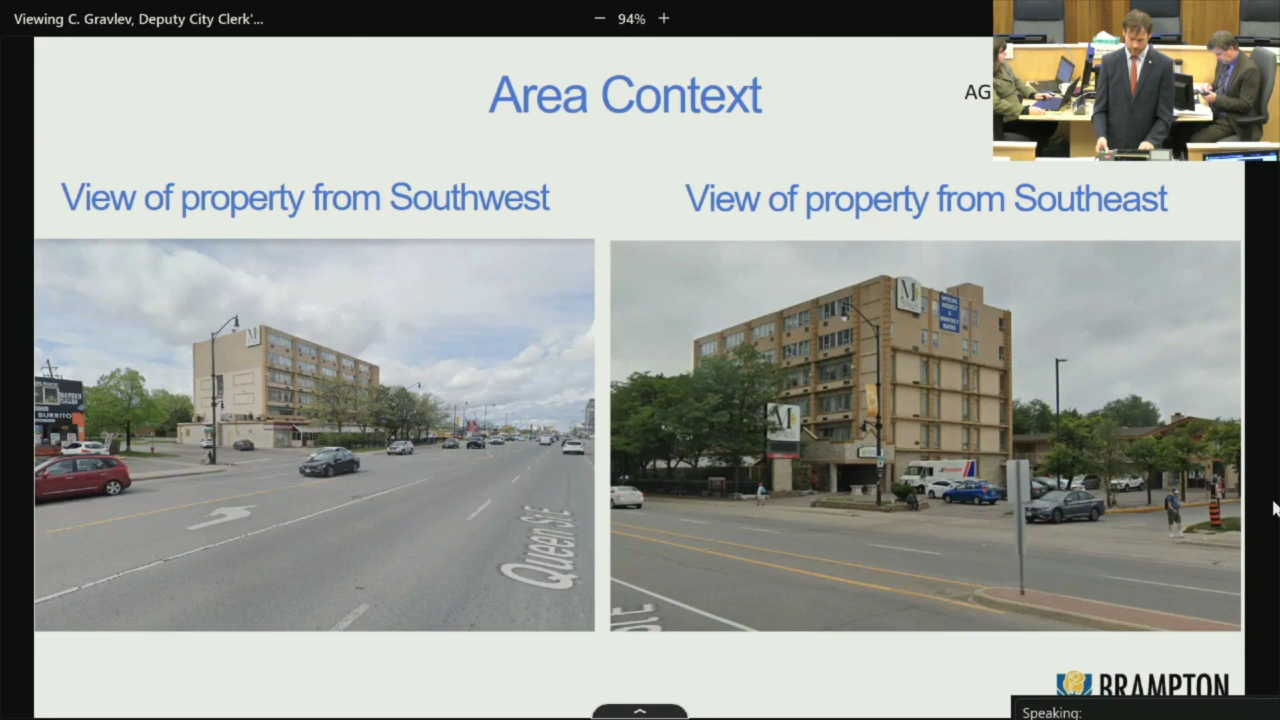 Viewing C. Gravlev, Deputy City Clerk'...
94%
Area Context
AG
View of property from Southwest
View of property from Southeast
M
BURRITO
Queen St E
M
M
BRAMPTON
Speaking: